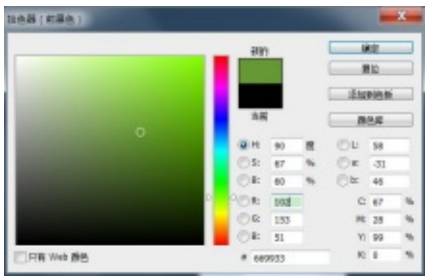 拾色器（前景色）
新的
当前
确定
复位
添加到色板
颜色库
H: 90 度
S: 67 %
B: 60 %
R: 102
G: 153
B: 51
L: 58
a: -31
b: 46
C: 67 %
M: 28 %
Y: 99 %
K: 0 %
# 669933
只有 Web 颜色